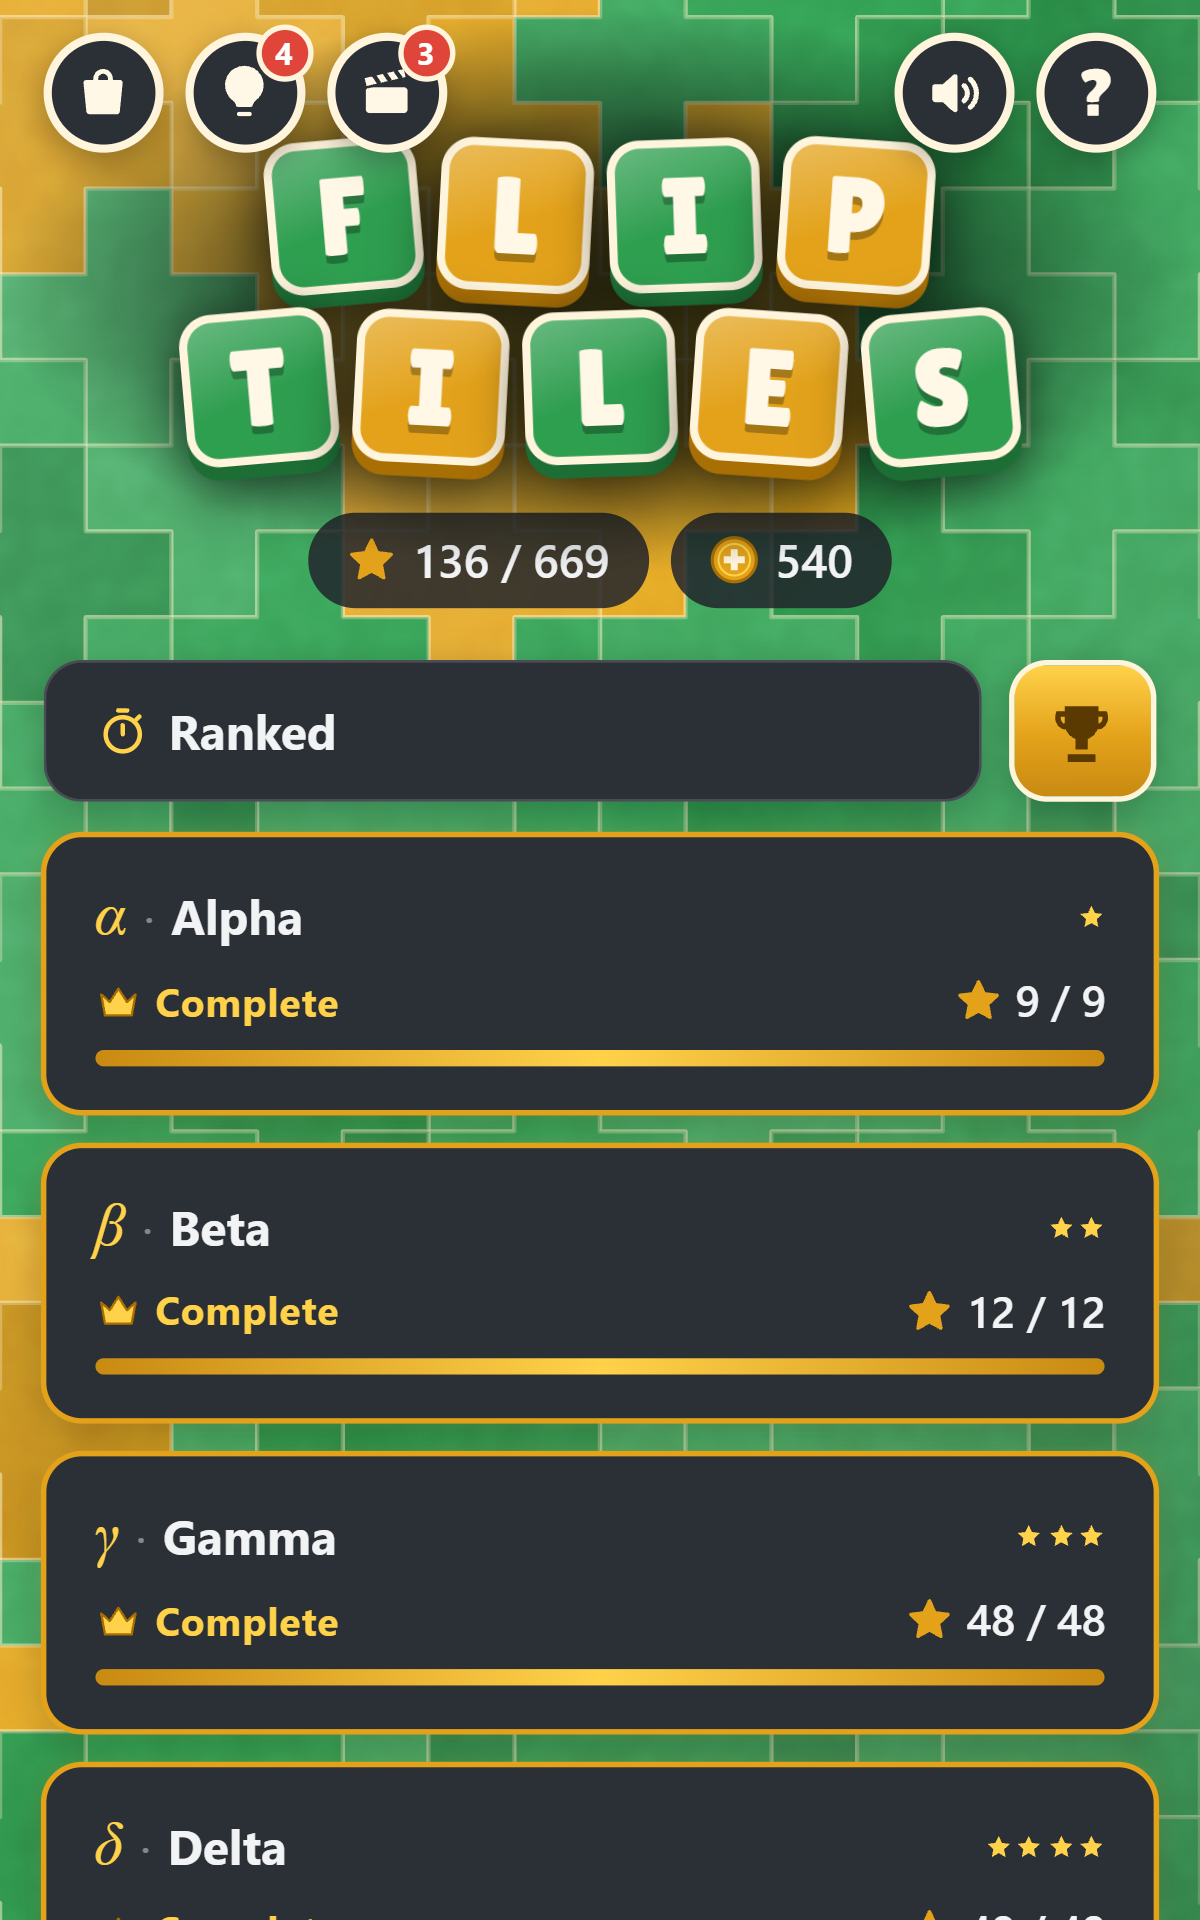 4
3
?
FLIP
TILES
136 / 669
540
Ranked
α · Alpha
Complete
9 / 9
β · Beta
Complete
12 / 12
γ · Gamma
Complete
48 / 48
δ · Delta